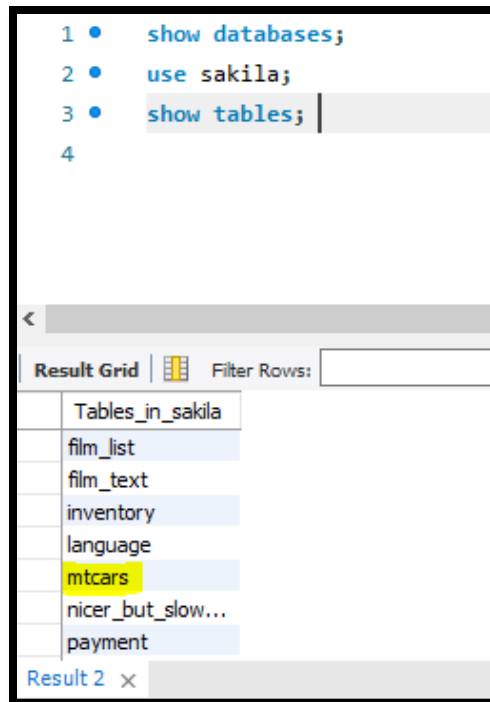 1 show databases;
2 use sakila;
3 show tables;
4
Result Grid Filter Rows:
Tables_in_sakila
film_list
film_text
inventory
language
mtcars
nicer_but_slow...
payment
Result 2 ×